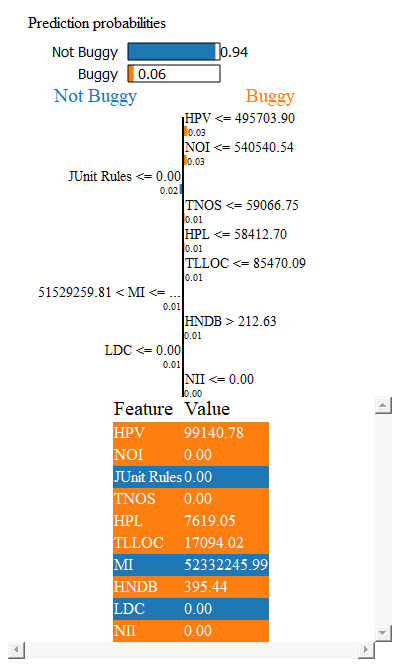 Prediction probabilities
Not Buggy 0.94
Buggy 0.06
Not Buggy Buggy
HPV <= 495703.90
0.03
NOI <= 540540.54
0.03
JUnit Rules <= 0.00
0.02
TNOS <= 59066.75
0.01
HPL <= 58412.70
0.01
TLLOC <= 85470.09
0.01
51529259.81 < MI <= ...
0.01
HNDB > 212.63
0.01
LDC <= 0.00
0.01
NII <= 0.00
0.00
Feature Value
HPV 99140.78
NOI 0.00
JUnit Rules 0.00
TNOS 0.00
HPL 7619.05
TLLOC 17094.02
MI 52332245.99
HNDB 395.44
LDC 0.00
NII 0.00